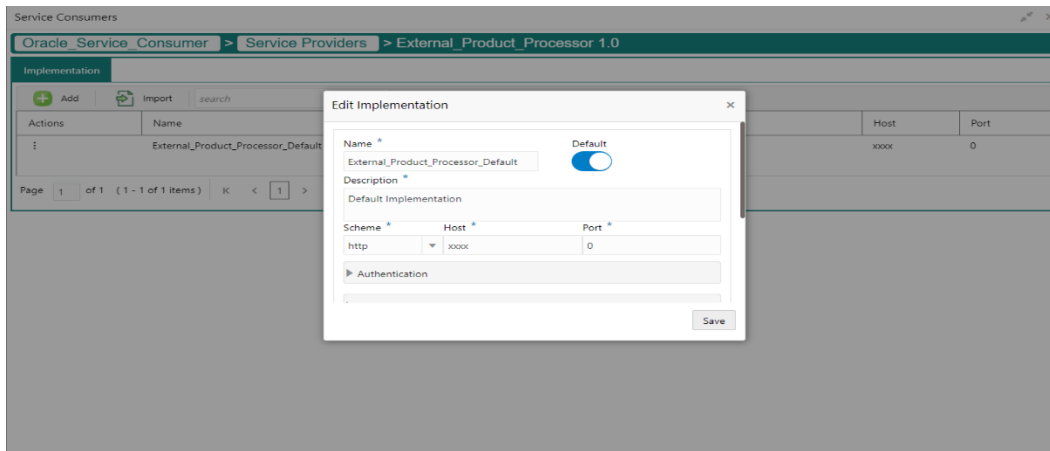 Service Consumers
Oracle_Service_Consumer > Service Providers > External_Product_Processor 1.0
Implementation
Add Import search
Actions Name Host Port
External_Product_Processor_Default xxxx 0
Page 1 of 1 (1 - 1 of 1 items) K < 1 >
Edit Implementation ×
Name * Default
External_Product_Processor_Default
Description *
Default Implementation
Scheme * Host * Port *
http xxxx 0
Authentication
Save